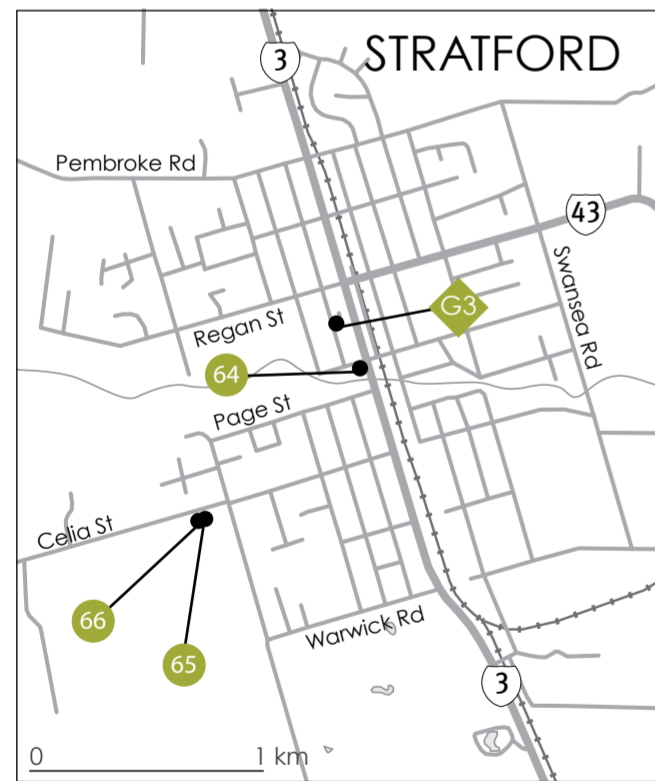 STRATFORD
3
Pembroke Rd
43
Swansea Rd
G3
Regan St
64
Page St
Celia St
66
65
Warwick Rd
3
0 1 km